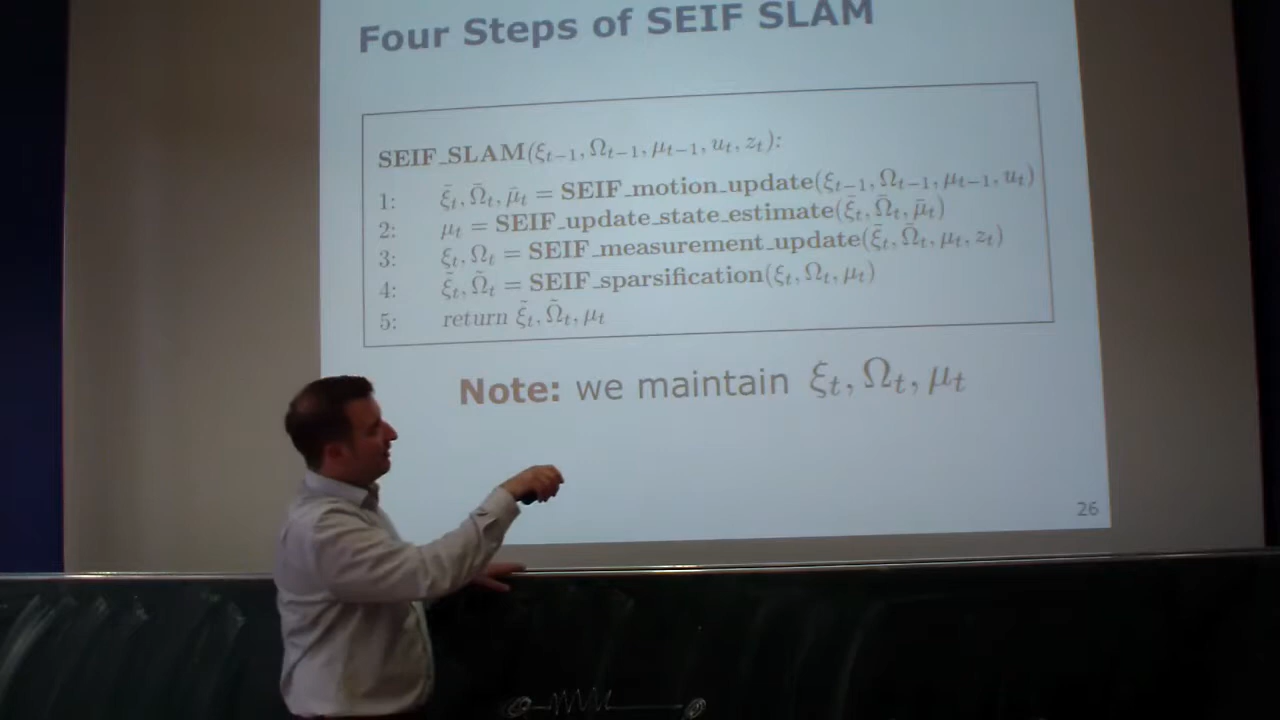 Four Steps of SEIF SLAM
SEIF_SLAM(ξₜ₋₁, Ωₜ₋₁, μₜ₋₁, uₜ, zₜ):
1: ξ̄ₜ, Ω̄ₜ, μ̄ₜ = SEIF_motion_update(ξₜ₋₁, Ωₜ₋₁, μₜ₋₁, uₜ)
2: μₜ = SEIF_update_state_estimate(ξ̄ₜ, Ω̄ₜ, μ̄ₜ)
3: ξₜ, Ωₜ = SEIF_measurement_update(ξ̄ₜ, Ω̄ₜ, μₜ, zₜ)
4: ξ̃ₜ, Ω̃ₜ = SEIF_sparsification(ξₜ, Ωₜ, μₜ)
5: return ξ̃ₜ, Ω̃ₜ, μₜ
Note: we maintain ξₜ, Ωₜ, μₜ
26